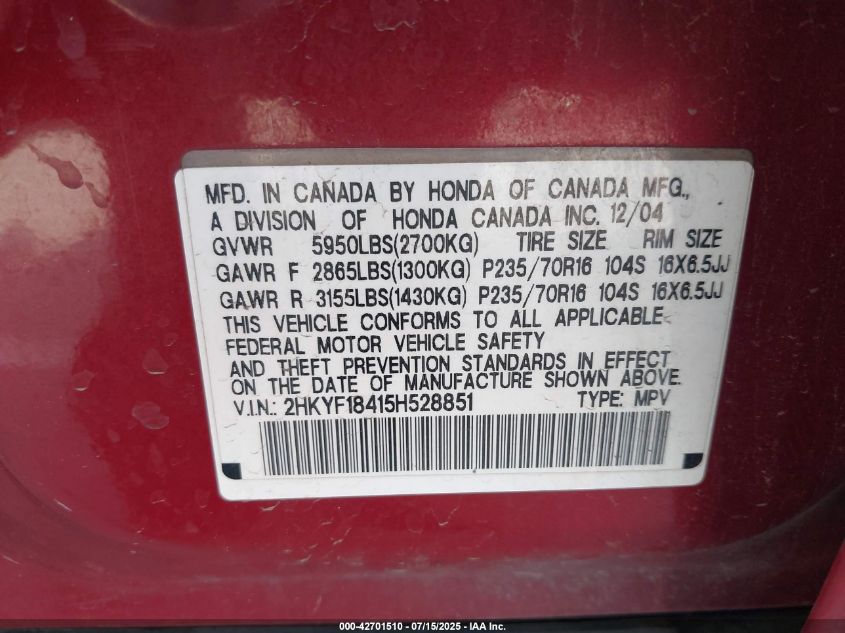 MFD. IN CANADA BY HONDA OF CANADA MFG.,
A DIVISION OF HONDA CANADA INC. 12/04
GVWR 5950LBS(2700KG) TIRE SIZE RIM SIZE
GAWR F 2865LBS(1300KG) P235/70R16 104S 16X6.5JJ
GAWR R 3155LBS(1430KG) P235/70R16 104S 16X6.5JJ
THIS VEHICLE CONFORMS TO ALL APPLICABLE
FEDERAL MOTOR VEHICLE SAFETY
AND THEFT PREVENTION STANDARDS IN EFFECT
ON THE DATE OF MANUFACTURE SHOWN ABOVE.
V.I.N.: 2HKYF18415H528851 TYPE: MPV
000-42701510 - 07/15/2025 - IAA Inc.